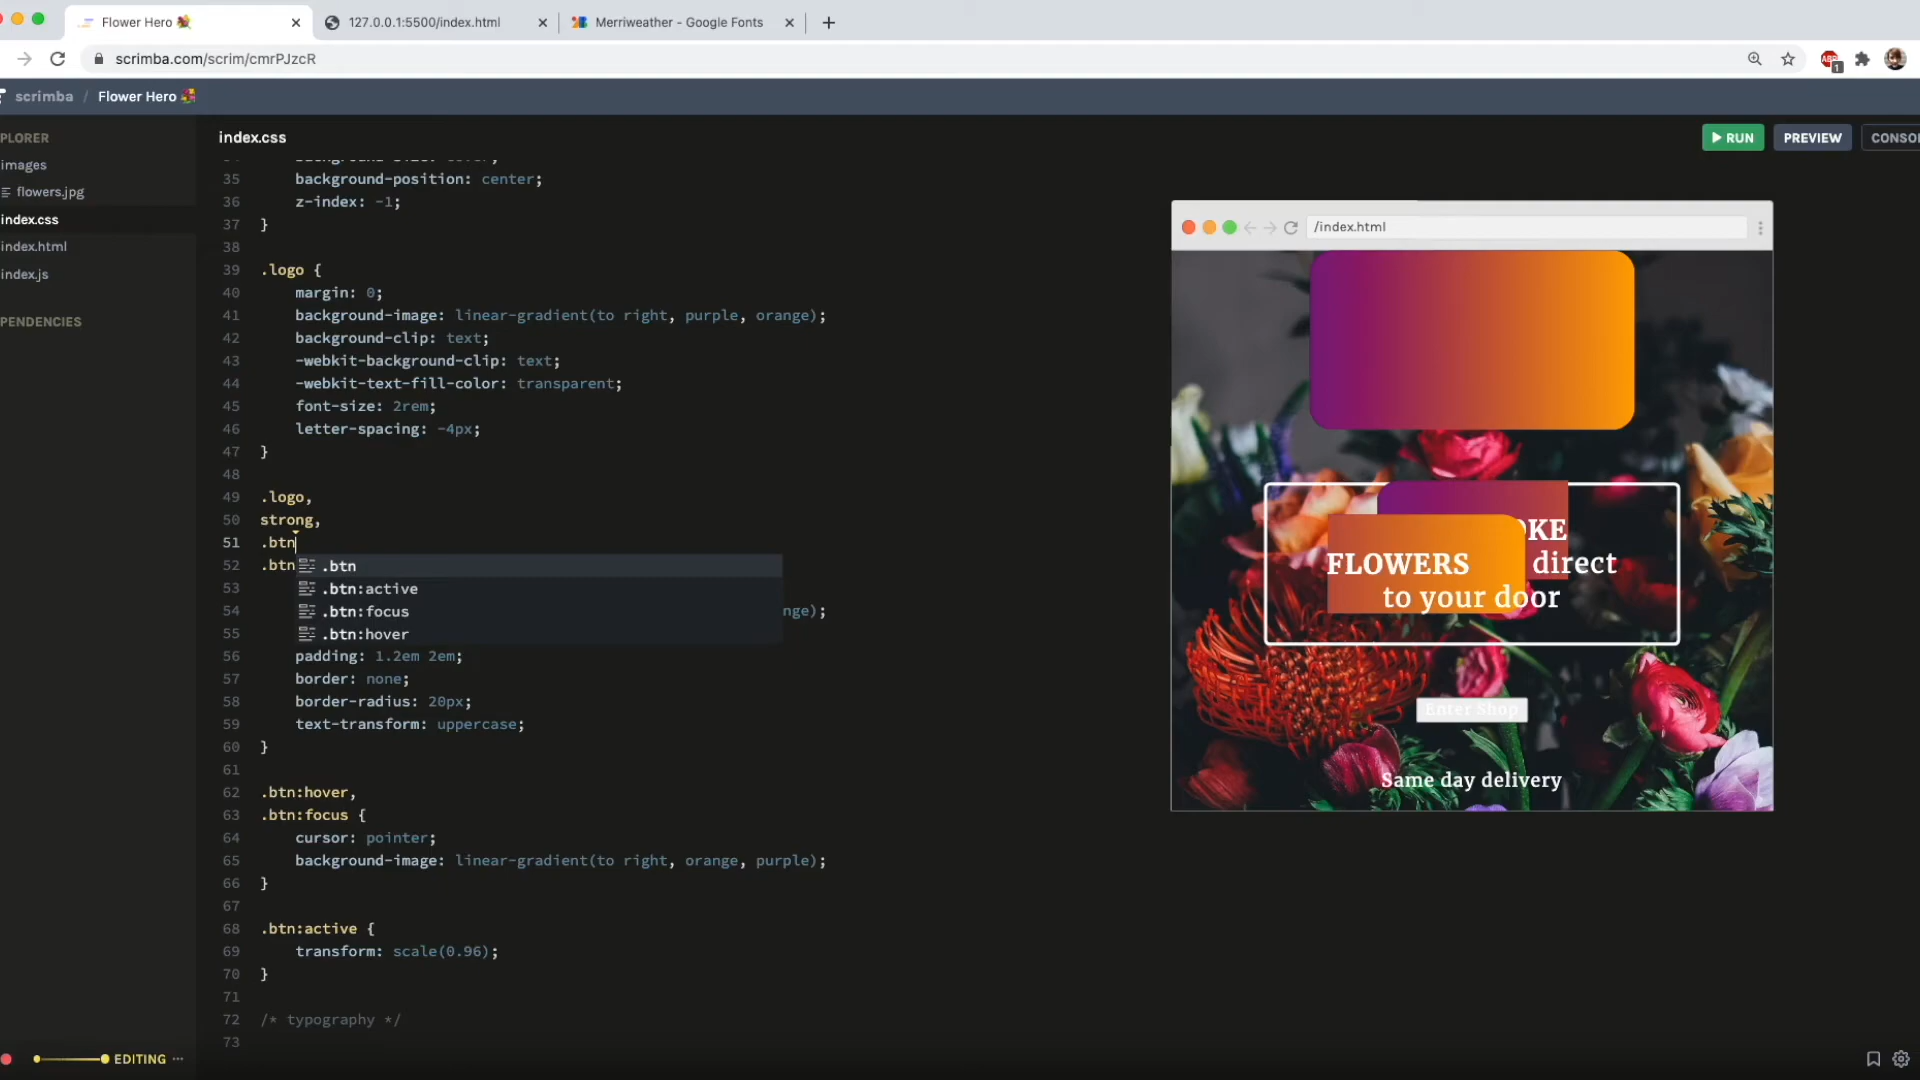 Flower Hero
127.0.0.1:5500/index.html
Merriweather - Google Fonts
scrimba.com/scrim/cmrPJzcR
ABP
1
scrimba / Flower Hero
PLORER
images
flowers.jpg
index.css
index.html
index.js
PENDENCIES
index.css
RUN
PREVIEW
CONSO
35 background-position: center;
36 z-index: -1;
37 }
38
39 .logo {
40 margin: 0;
41 background-image: linear-gradient(to right, purple, orange);
42 background-clip: text;
43 -webkit-background-clip: text;
44 -webkit-text-fill-color: transparent;
45 font-size: 2rem;
46 letter-spacing: -4px;
47 }
48
49 .logo,
50 strong,
51 .btn
52 .btn
53
54 nge);
55
.btn
.btn:active
.btn:focus
.btn:hover
56 padding: 1.2em 2em;
57 border: none;
58 border-radius: 20px;
59 text-transform: uppercase;
60 }
61
62 .btn:hover,
63 .btn:focus {
64 cursor: pointer;
65 background-image: linear-gradient(to right, orange, purple);
66 }
67
68 .btn:active {
69 transform: scale(0.96);
70 }
71
72 /* typography */
73
EDITING
/index.html
OKE
FLOWERS direct
to your door
Enter Shop
Same day delivery